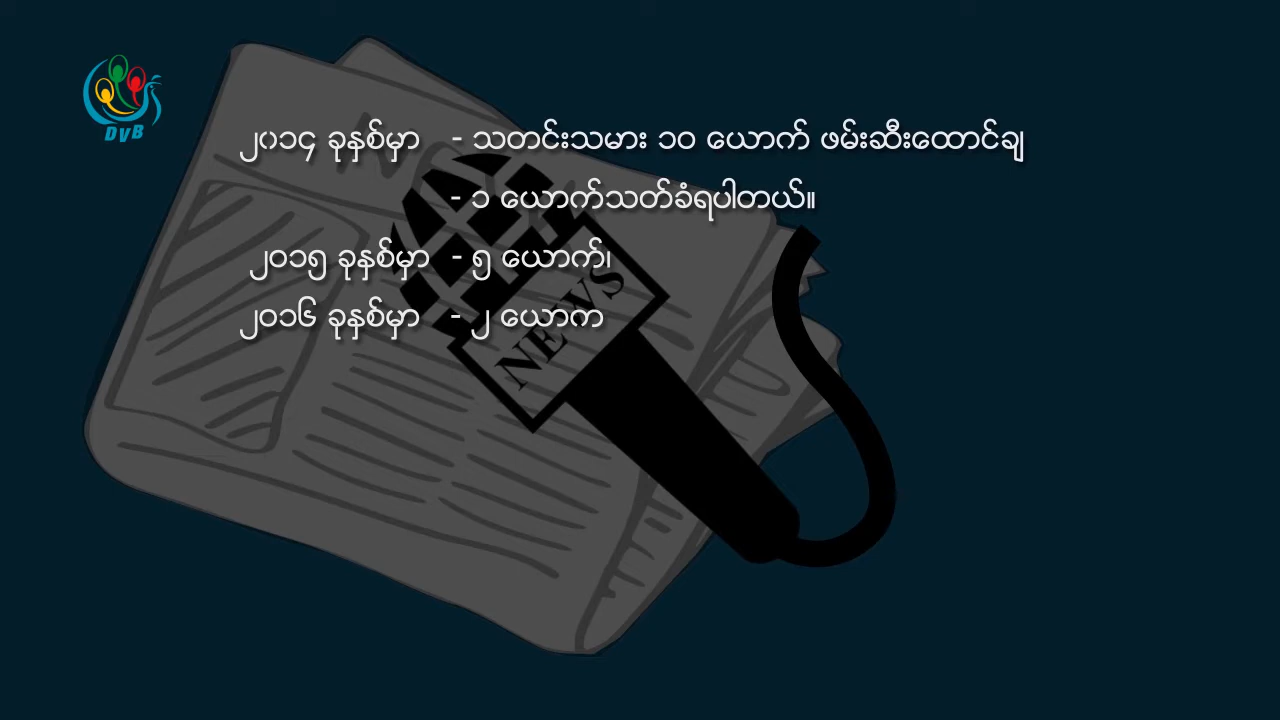 DVB
၂၀၁၄ ခုနှစ်မှာ - သတင်းသမား ၁၀ ယောက် ဖမ်းဆီးထောင်ချ
- ၁ ယောက်သတ်ခံရပါတယ်။
၂၀၁၅ ခုနှစ်မှာ - ၅ ယောက်၊
၂၀၁၆ ခုနှစ်မှာ - ၂ ယောက
NEWS